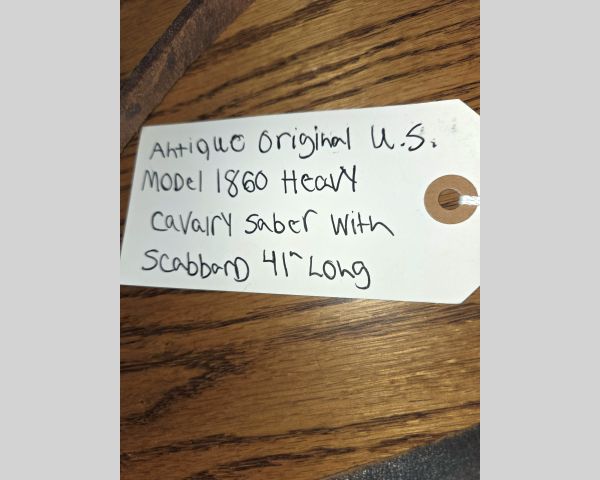 Antique Original U.S.
Model 1860 Heavy
Cavalry Saber With
Scabbard 41" Long